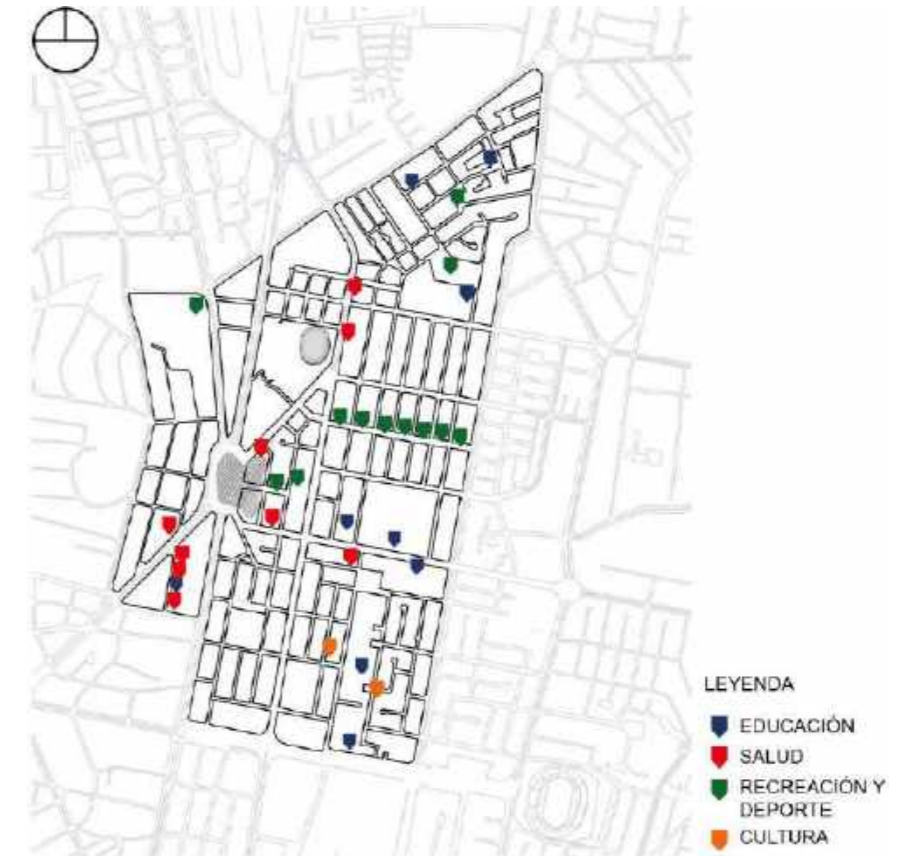 LEYENDA
EDUCACIÓN
SALUD
RECREACIÓN Y
DEPORTE
CULTURA